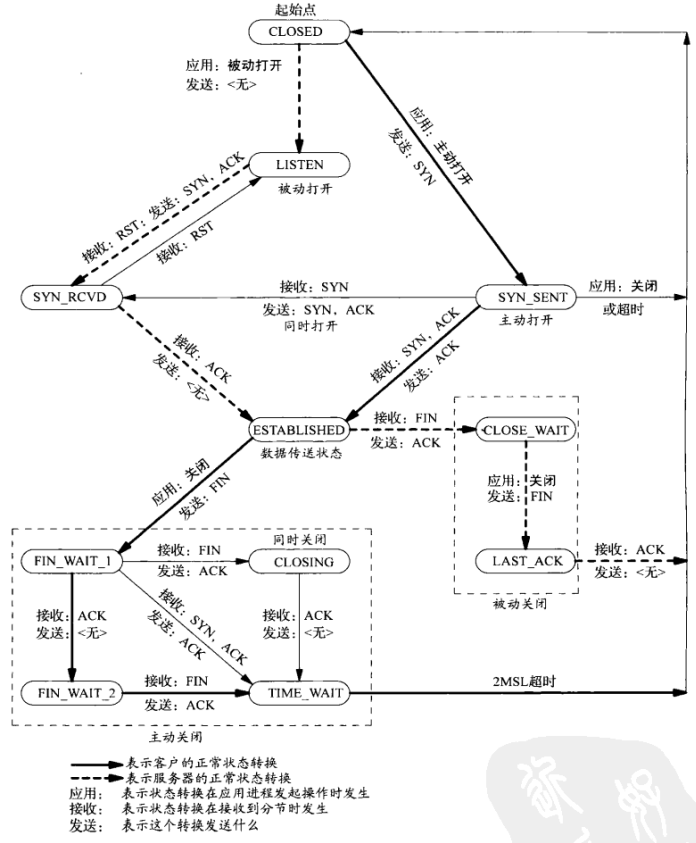 起始点
CLOSED
应用：被动打开
发送：<无>
应用：主动打开
发送：SYN
LISTEN
被动打开
接收：RST；发送：SYN，ACK
接收：RST
SYN_RCVD
接收：SYN
发送：SYN，ACK
同时打开
SYN_SENT
主动打开
应用：关闭
或超时
接收：ACK
发送：<无>
接收：SYN，ACK
发送：ACK
ESTABLISHED
数据传送状态
接收：FIN
发送：ACK
CLOSE_WAIT
应用：关闭
发送：FIN
LAST_ACK
被动关闭
接收：ACK
发送：<无>
应用：关闭
发送：FIN
FIN_WAIT_1
接收：FIN
发送：ACK
同时关闭
CLOSING
接收：ACK
发送：<无>
接收：SYN，ACK
发送：ACK
接收：ACK
发送：<无>
FIN_WAIT_2
接收：FIN
发送：ACK
TIME_WAIT
2MSL超时
主动关闭
表示客户的正常状态转换
表示服务器的正常状态转换
应用： 表示状态转换在应用进程发起操作时发生
接收： 表示状态转换在接收到分节时发生
发送： 表示这个转换发送什么